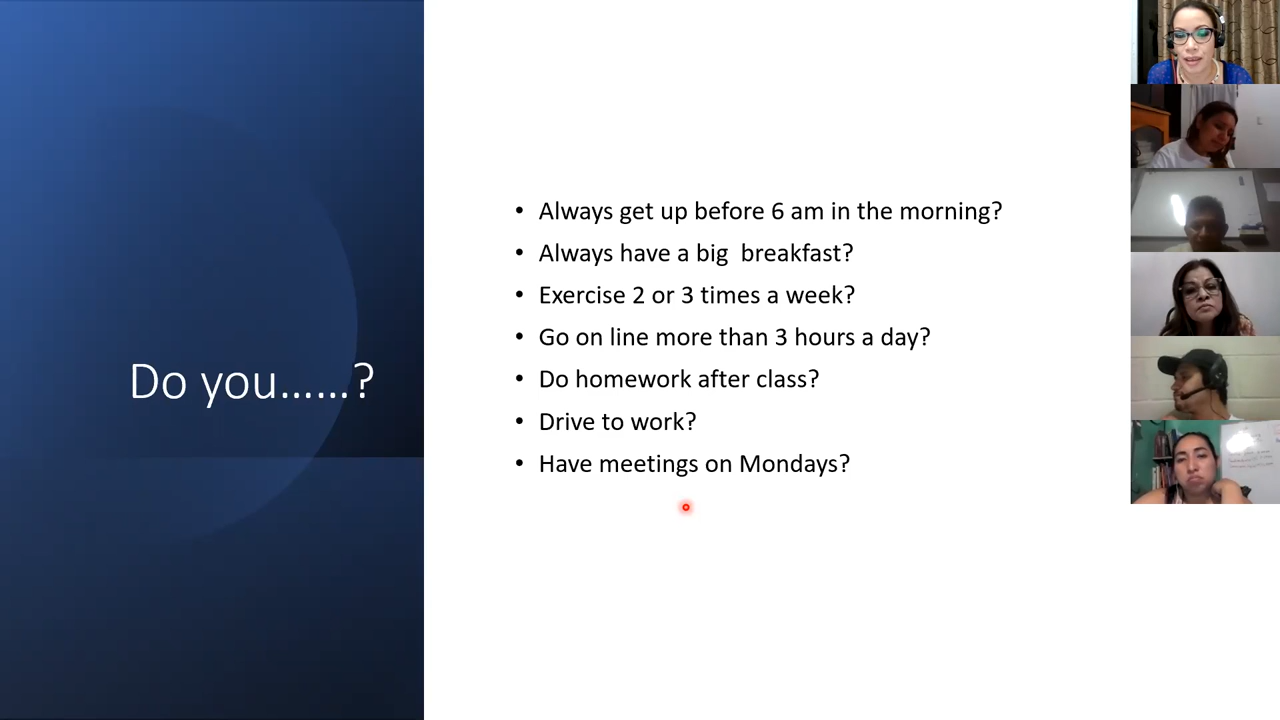 Do you......?
• Always get up before 6 am in the morning?
• Always have a big  breakfast?
• Exercise 2 or 3 times a week?
• Go on line more than 3 hours a day?
• Do homework after class?
• Drive to work?
• Have meetings on Mondays?